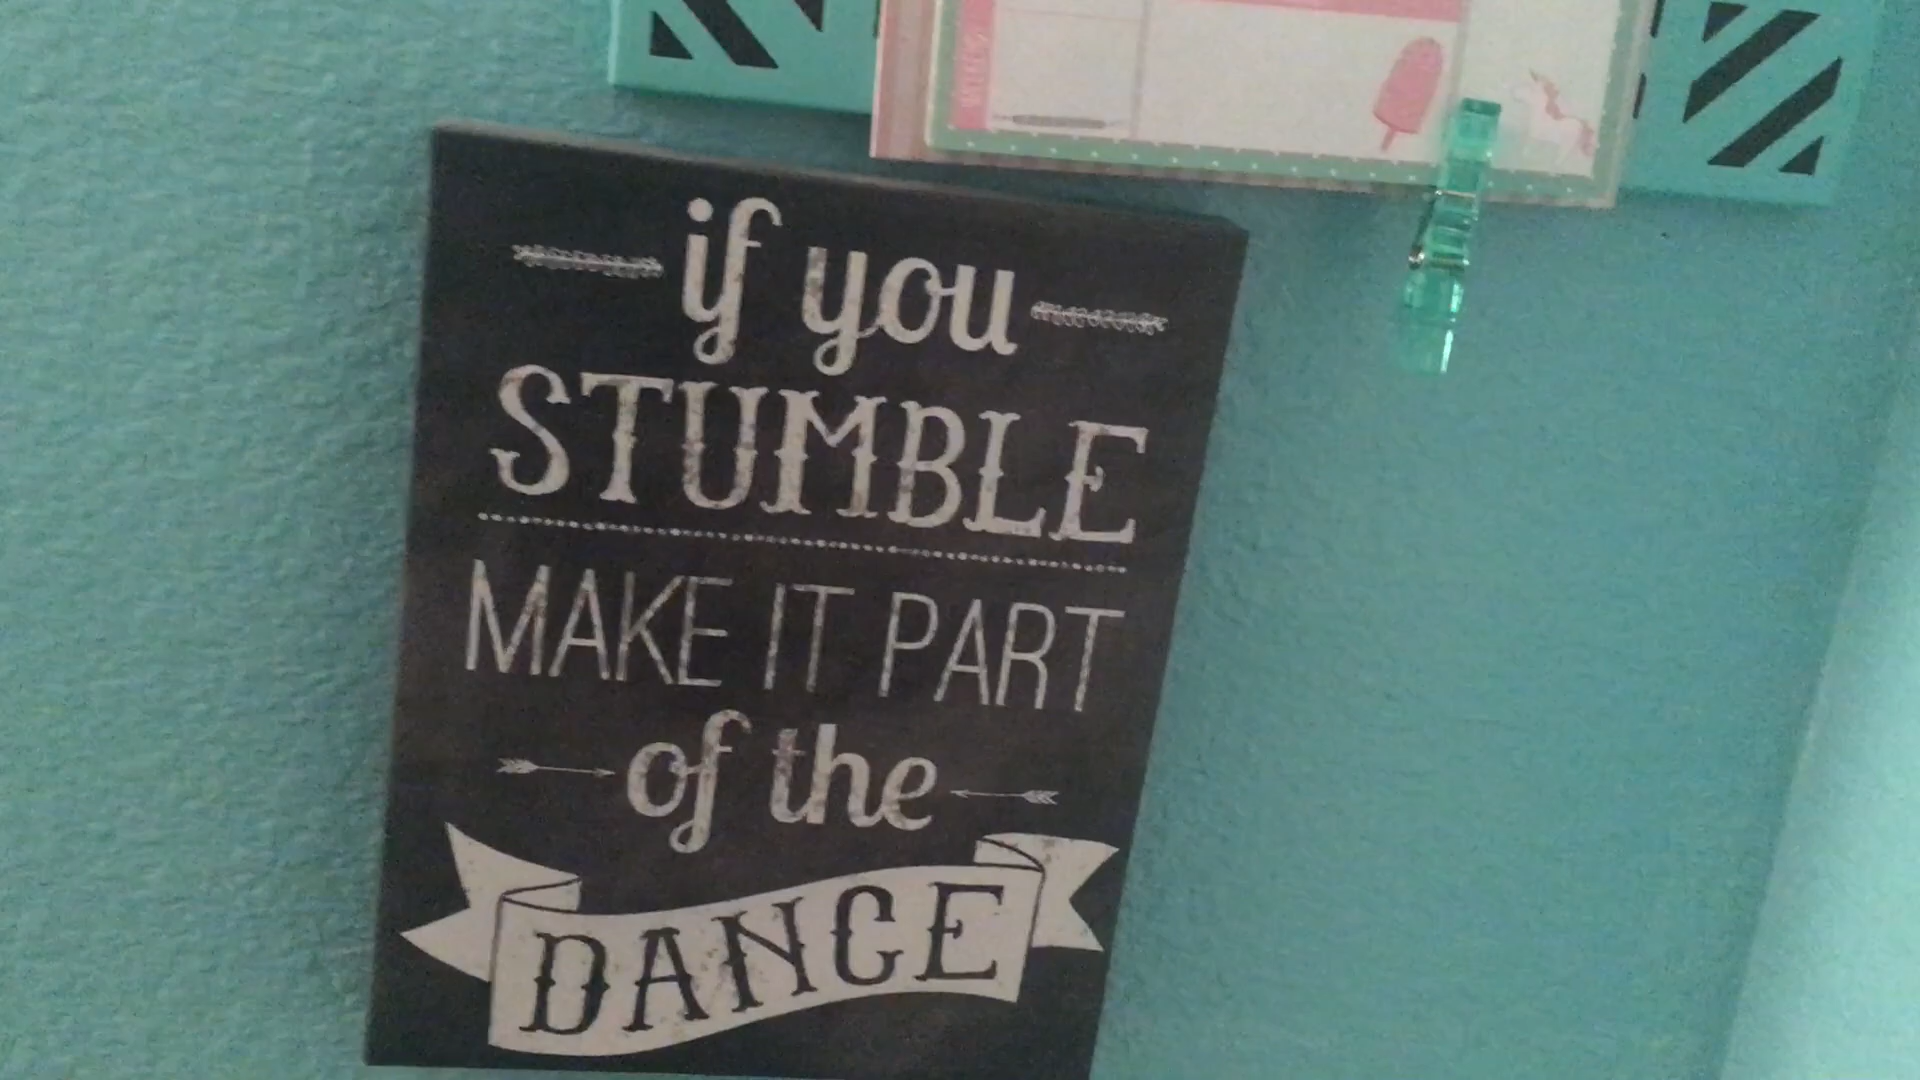 if you
STUMBLE
MAKE IT PART
of the
DANCE